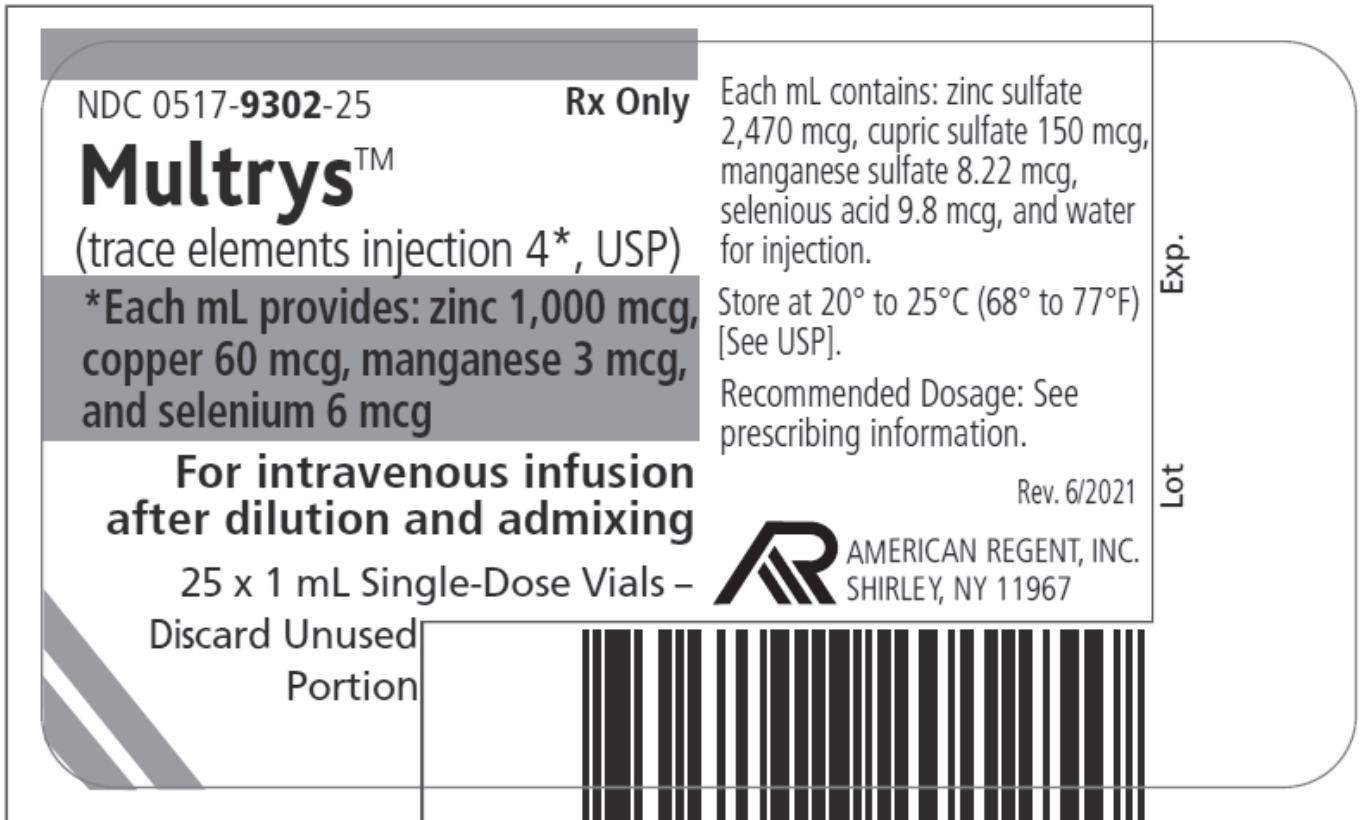 NDC 0517-9302-25
Rx Only
Multrys™
(trace elements injection 4*, USP)
*Each mL provides: zinc 1,000 mcg,
copper 60 mcg, manganese 3 mcg,
and selenium 6 mcg
For intravenous infusion
after dilution and admixing
25 x 1 mL Single-Dose Vials –
Discard Unused
Portion
Each mL contains: zinc sulfate
2,470 mcg, cupric sulfate 150 mcg,
manganese sulfate 8.22 mcg,
selenious acid 9.8 mcg, and water
for injection.
Store at 20° to 25°C (68° to 77°F)
[See USP].
Recommended Dosage: See
prescribing information.
Rev. 6/2021
AR
AMERICAN REGENT, INC.
SHIRLEY, NY 11967
Exp.
Lot